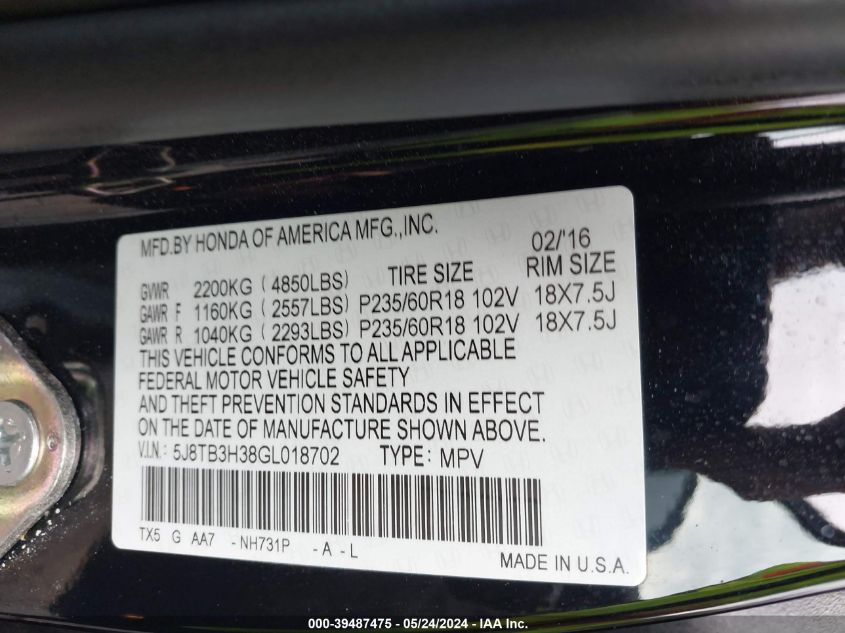 MFD.BY HONDA OF AMERICA MFG.,INC. 02/'16
GVWR 2200KG ( 4850LBS) TIRE SIZE RIM SIZE
GAWR F 1160KG ( 2557LBS) P235/60R18 102V 18X7.5J
GAWR R 1040KG ( 2293LBS) P235/60R18 102V 18X7.5J
THIS VEHICLE CONFORMS TO ALL APPLICABLE
FEDERAL MOTOR VEHICLE SAFETY
AND THEFT PREVENTION STANDARDS IN EFFECT
ON THE DATE OF MANUFACTURE SHOWN ABOVE.
V.I.N.: 5J8TB3H38GL018702 TYPE: MPV
TX5 G AA7 -NH731P -A -L
MADE IN U.S.A.
000-39487475 - 05/24/2024 - IAA Inc.